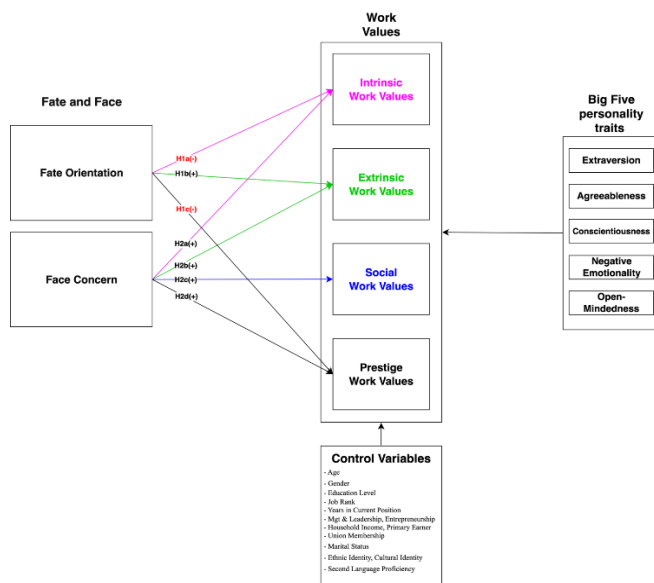 Work
Values
Fate and Face
Fate Orientation
Face Concern
H1a(-)
H1b(+)
H1c(-)
H2a(+)
H2b(+)
H2c(+)
H2d(+)
Intrinsic
Work Values
Extrinsic
Work Values
Social
Work Values
Prestige
Work Values
Big Five
personality
traits
Extraversion
Agreeableness
Conscientiousness
Negative
Emotionality
Open-
Mindedness
Control Variables
- Age
- Gender
- Education Level
- Job Rank
- Years in Current Position
- Mgt & Leadership, Entrepreneurship
- Household Income, Primary Earner
- Union Membership
- Marital Status
- Ethnic Identity, Cultural Identity
- Second Language Proficiency